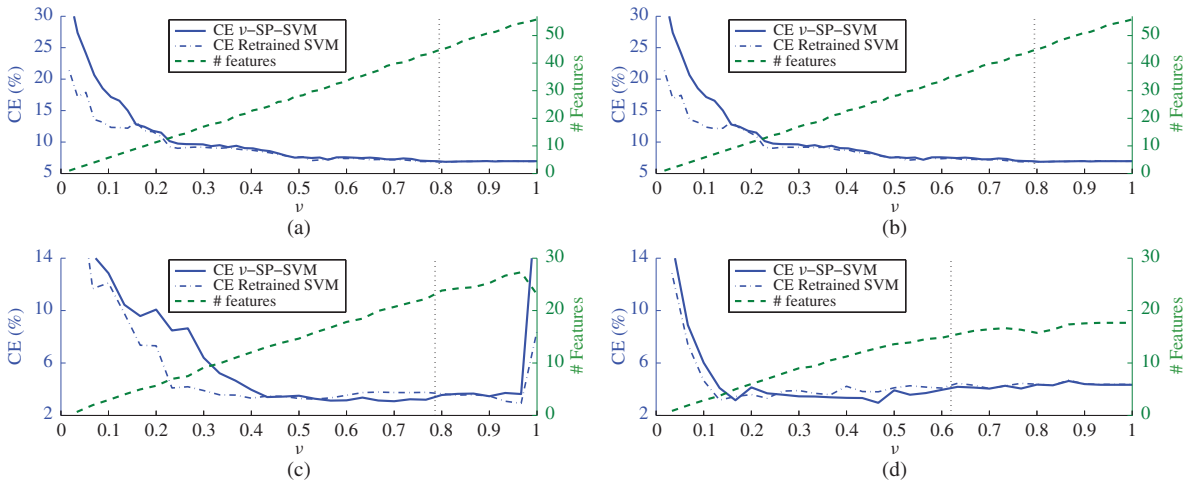 30
25
20
15
10
5
CE (%)
CE ν−SP−SVM
CE Retrained SVM
# features
50
40
30
20
10
0
# Features
0 0.1 0.2 0.3 0.4 0.5 0.6 0.7 0.8 0.9 1
ν
(a)
30
25
20
15
10
5
CE (%)
CE ν−SP−SVM
CE Retrained SVM
# features
50
40
30
20
10
0
# Features
0 0.1 0.2 0.3 0.4 0.5 0.6 0.7 0.8 0.9 1
ν
(b)
14
10
6
2
CE (%)
CE ν−SP−SVM
CE Retrained SVM
# features
30
20
10
0
# Features
0 0.1 0.2 0.3 0.4 0.5 0.6 0.7 0.8 0.9 1
ν
(c)
14
10
6
2
CE (%)
CE ν−SP−SVM
CE Retrained SVM
# features
30
20
10
0
# Features
0 0.1 0.2 0.3 0.4 0.5 0.6 0.7 0.8 0.9 1
ν
(d)